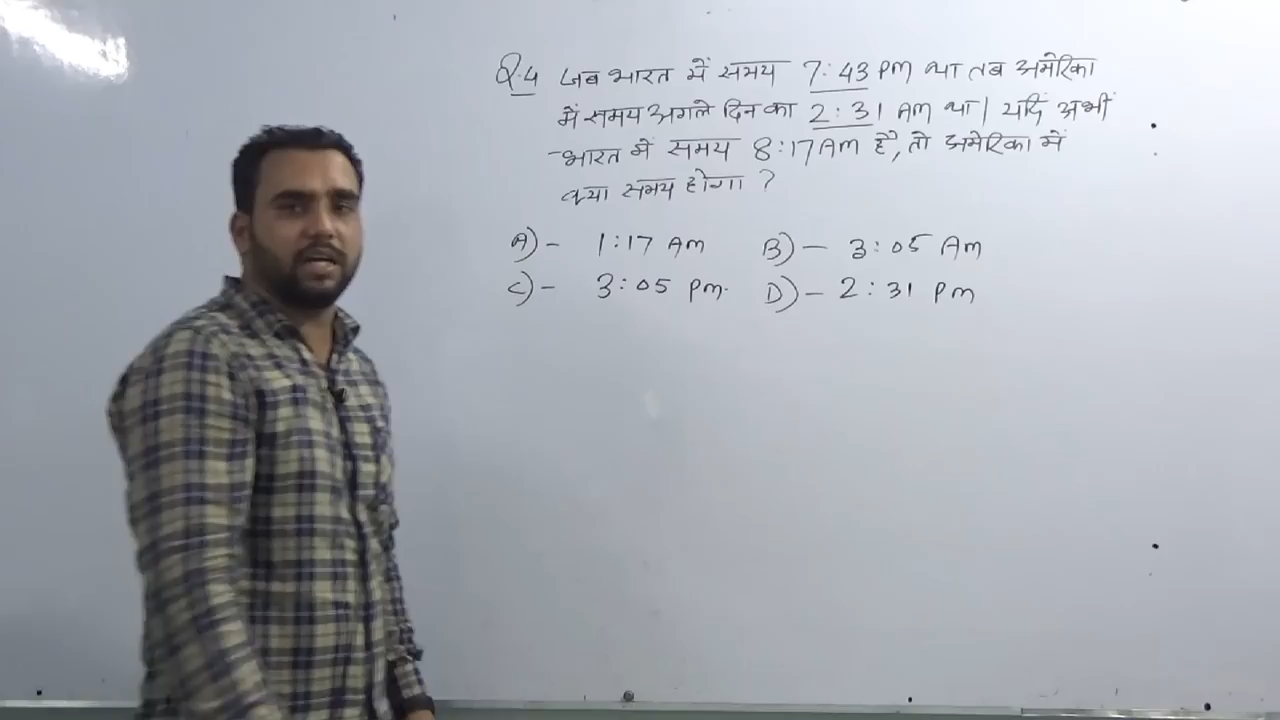 Q.4 जब भारत में समय 7:43 PM था तब अमेरिका
में समय अगले दिन का 2:31 AM था। यदि अभी
भारत में समय 8:17 AM है, तो अमेरिका में
क्या समय होगा ?
A) - 1:17 AM B) - 3:05 AM
C) - 3:05 PM. D) - 2:31 PM